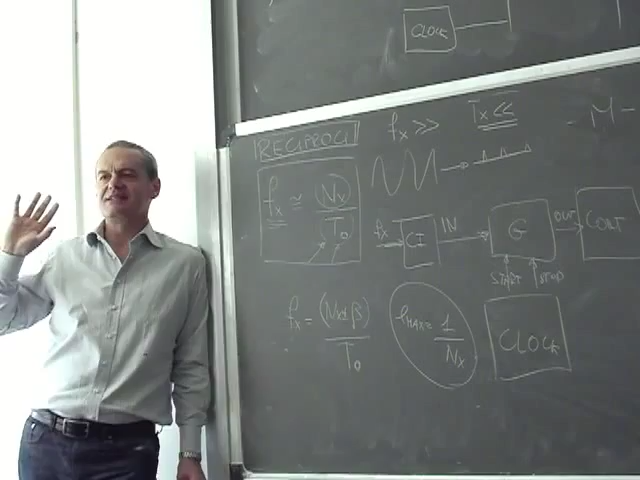 CLOCK
RECIPROCI
fx >> Tx <<
- M -
fx ≅ (Nx) / T0
fx CI IN G OUT CONT
START STOP
fx = (Nx ± β) / T0
εMAX = 1 / Nx
CLOCK